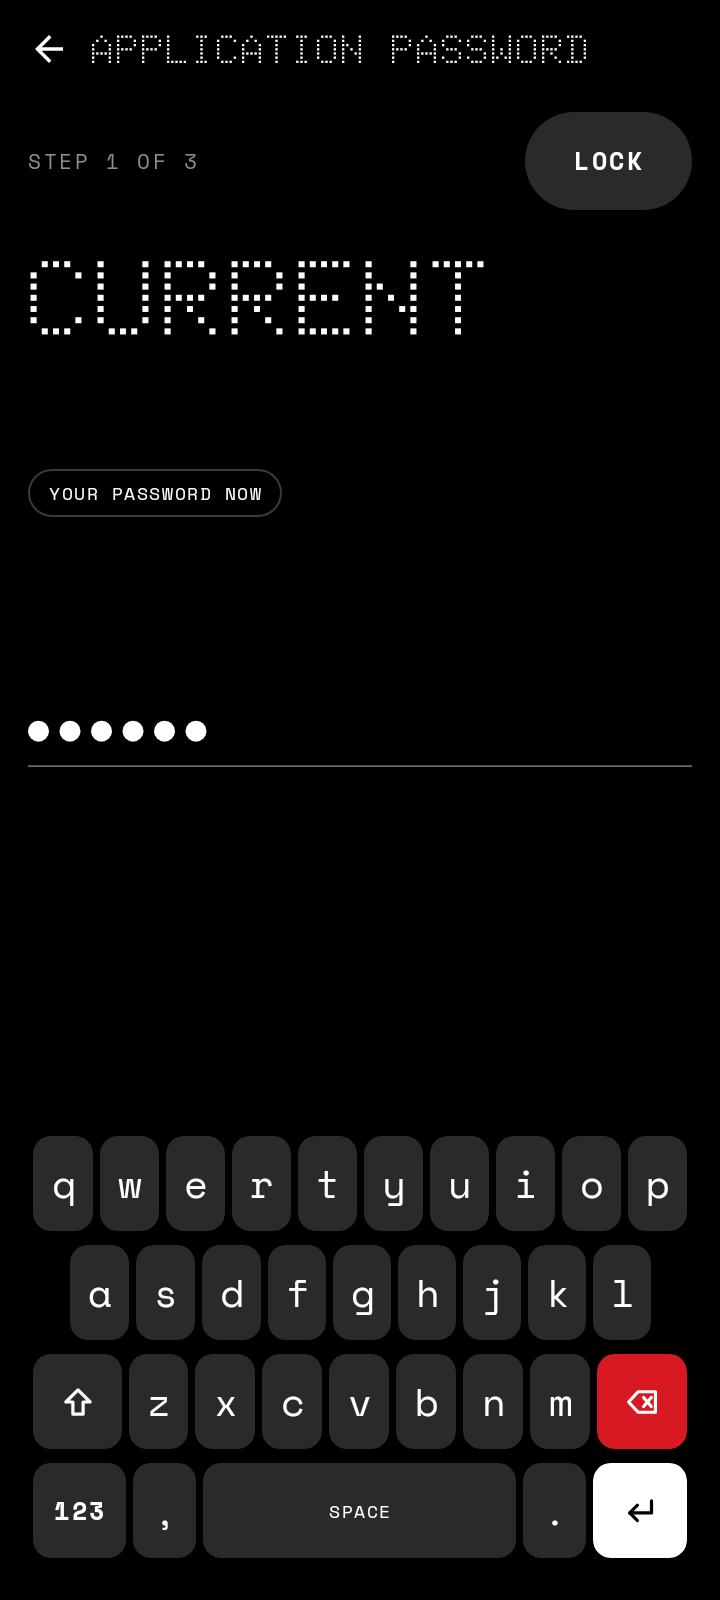 APPLICATION PASSWORD
STEP 1 OF 3
LOCK
CURRENT
YOUR PASSWORD NOW
q w e r t y u i o p
a s d f g h j k l
z x c v b n m
123 , SPACE .